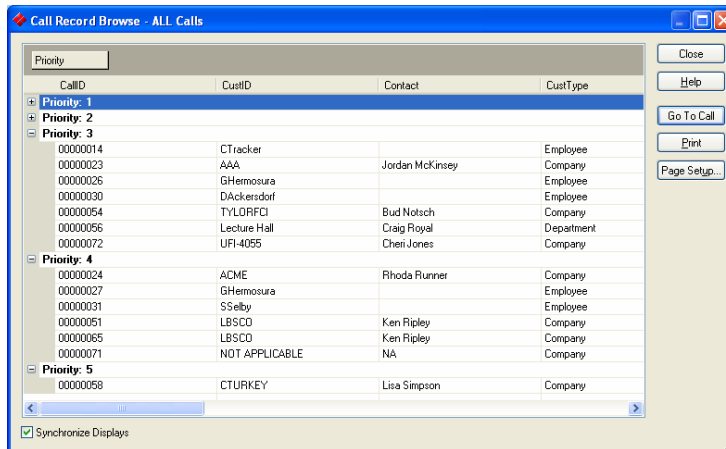 Call Record Browse - ALL Calls
Priority
Close
CallID CustID Contact CustType
Help
Priority: 1
Priority: 2
Go To Call
Priority: 3
00000014 CTracker Employee
Print
00000023 AAA Jordan McKinsey Company
Page Setup...
00000026 GHermosura Employee
00000030 DAckersdorf Employee
00000054 TYLORFCI Bud Notsch Company
00000056 Lecture Hall Craig Royal Department
00000072 UFI-4055 Cheri Jones Company
Priority: 4
00000024 ACME Rhoda Runner Company
00000027 GHermosura Employee
00000031 SSelby Employee
00000051 LBSCO Ken Ripley Company
00000065 LBSCO Ken Ripley Company
00000071 NOT APPLICABLE NA Company
Priority: 5
00000058 CTURKEY Lisa Simpson Company
Synchronize Displays